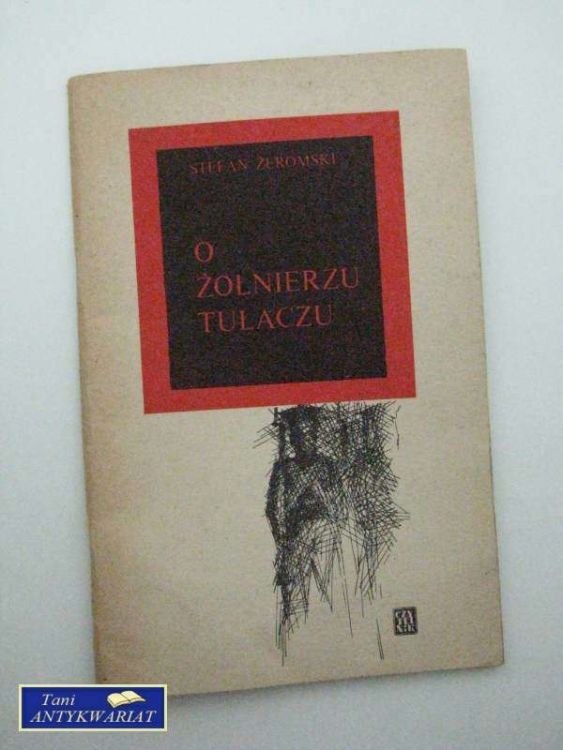 STEFAN ŻEROMSKI
O
ŻOŁNIERZU
TUŁACZU
CZY
TEL
NIK
Tani
ANTYKWARIAT